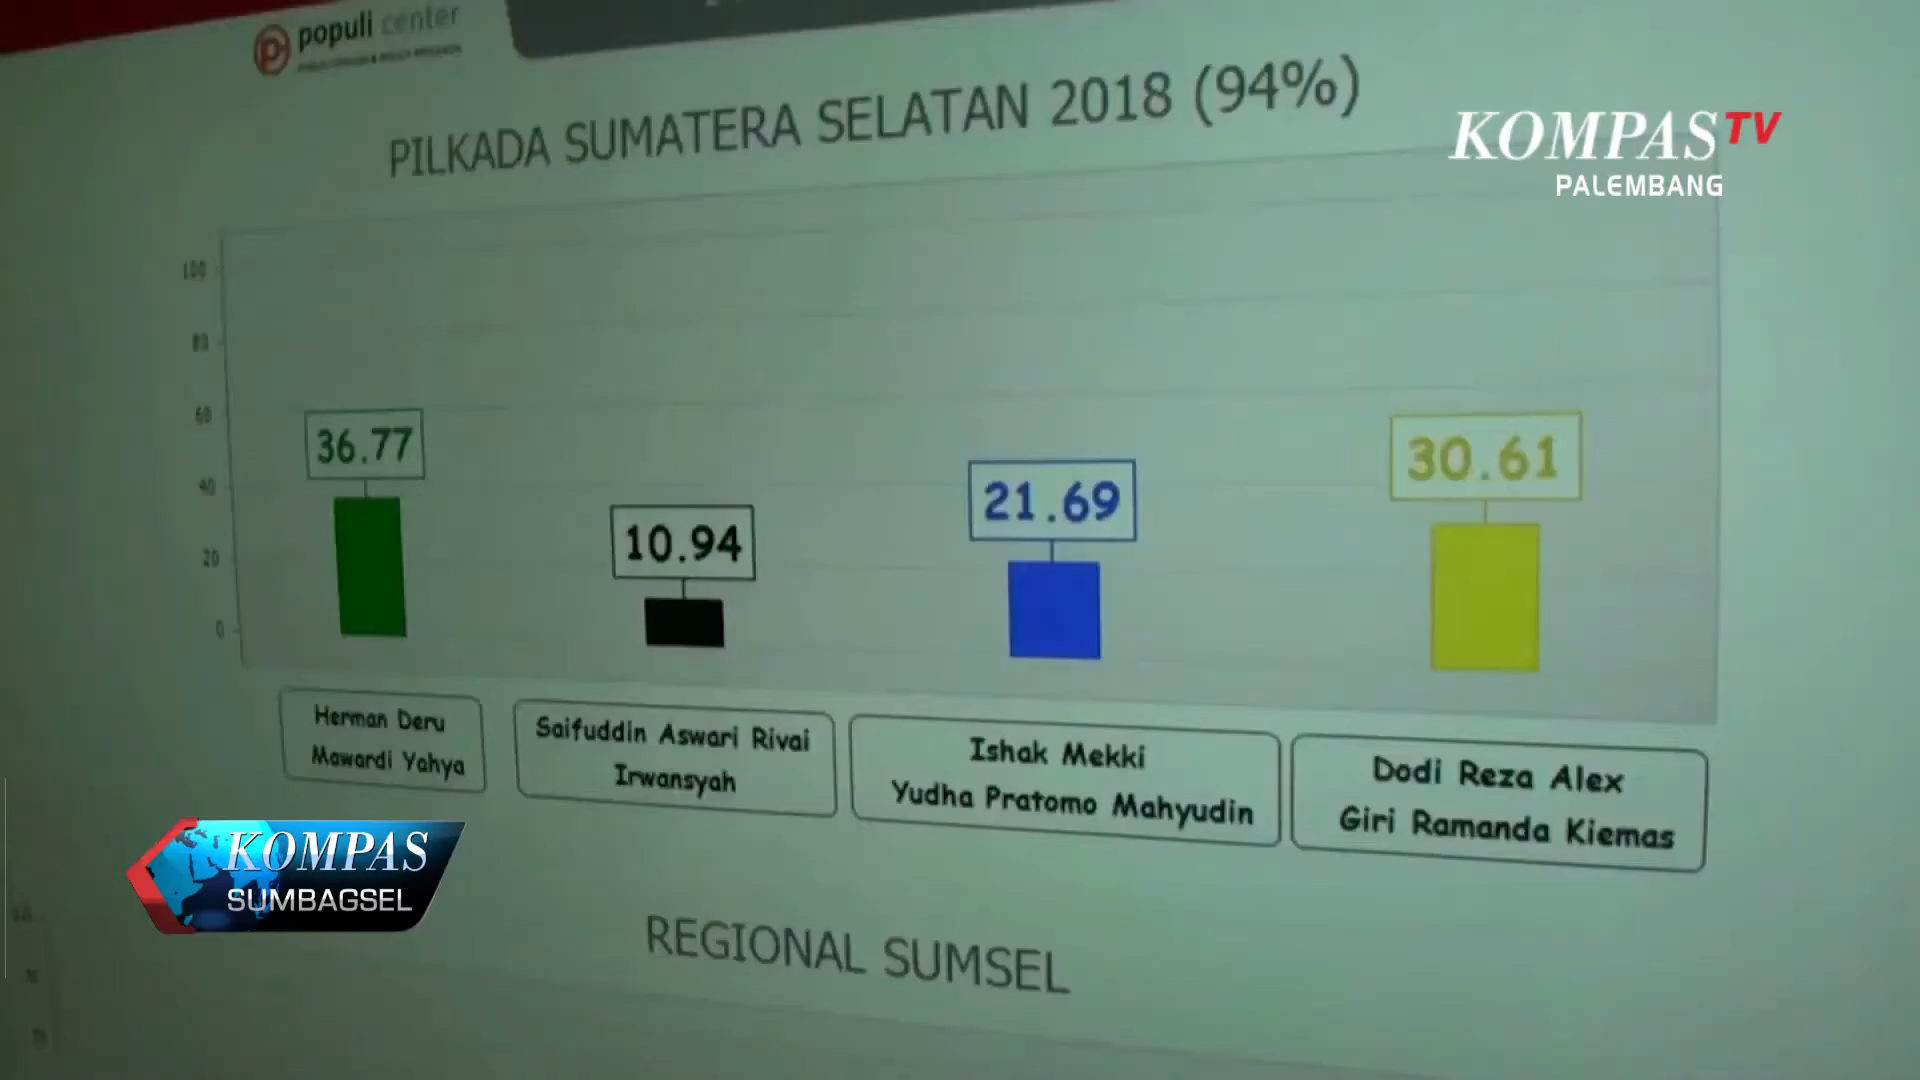 populi center
PILKADA SUMATERA SELATAN 2018 (94%)
KOMPAS TV
PALEMBANG
100
80
60
40
20
0
36.77
10.94
21.69
30.61
Herman Deru
Mawardi Yahya
Saifuddin Aswari Rivai
Irwansyah
Ishak Mekki
Yudha Pratomo Mahyudin
Dodi Reza Alex
Giri Ramanda Kiemas
KOMPAS
SUMBAGSEL
REGIONAL SUMSEL